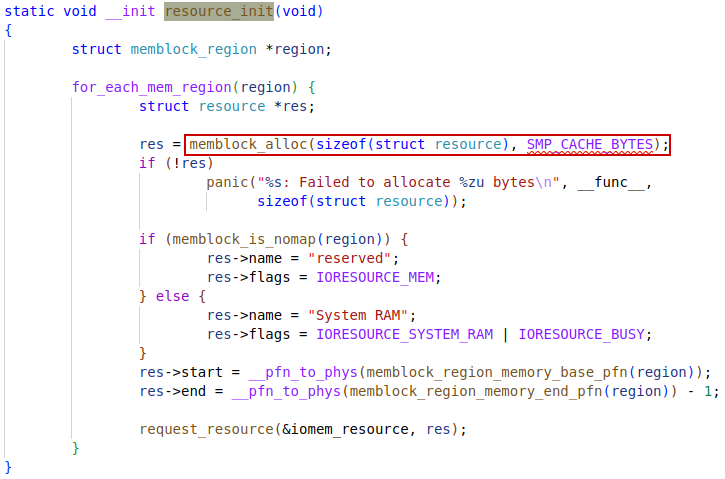 static void __init resource_init(void)
{
        struct memblock_region *region;

        for_each_mem_region(region) {
                struct resource *res;

                res = memblock_alloc(sizeof(struct resource), SMP_CACHE_BYTES);
                if (!res)
                        panic("%s: Failed to allocate %zu bytes\n", __func__,
                              sizeof(struct resource));

                if (memblock_is_nomap(region)) {
                        res->name = "reserved";
                        res->flags = IORESOURCE_MEM;
                } else {
                        res->name = "System RAM";
                        res->flags = IORESOURCE_SYSTEM_RAM | IORESOURCE_BUSY;
                }
                res->start = __pfn_to_phys(memblock_region_memory_base_pfn(region));
                res->end = __pfn_to_phys(memblock_region_memory_end_pfn(region)) - 1;

                request_resource(&iomem_resource, res);
        }
}